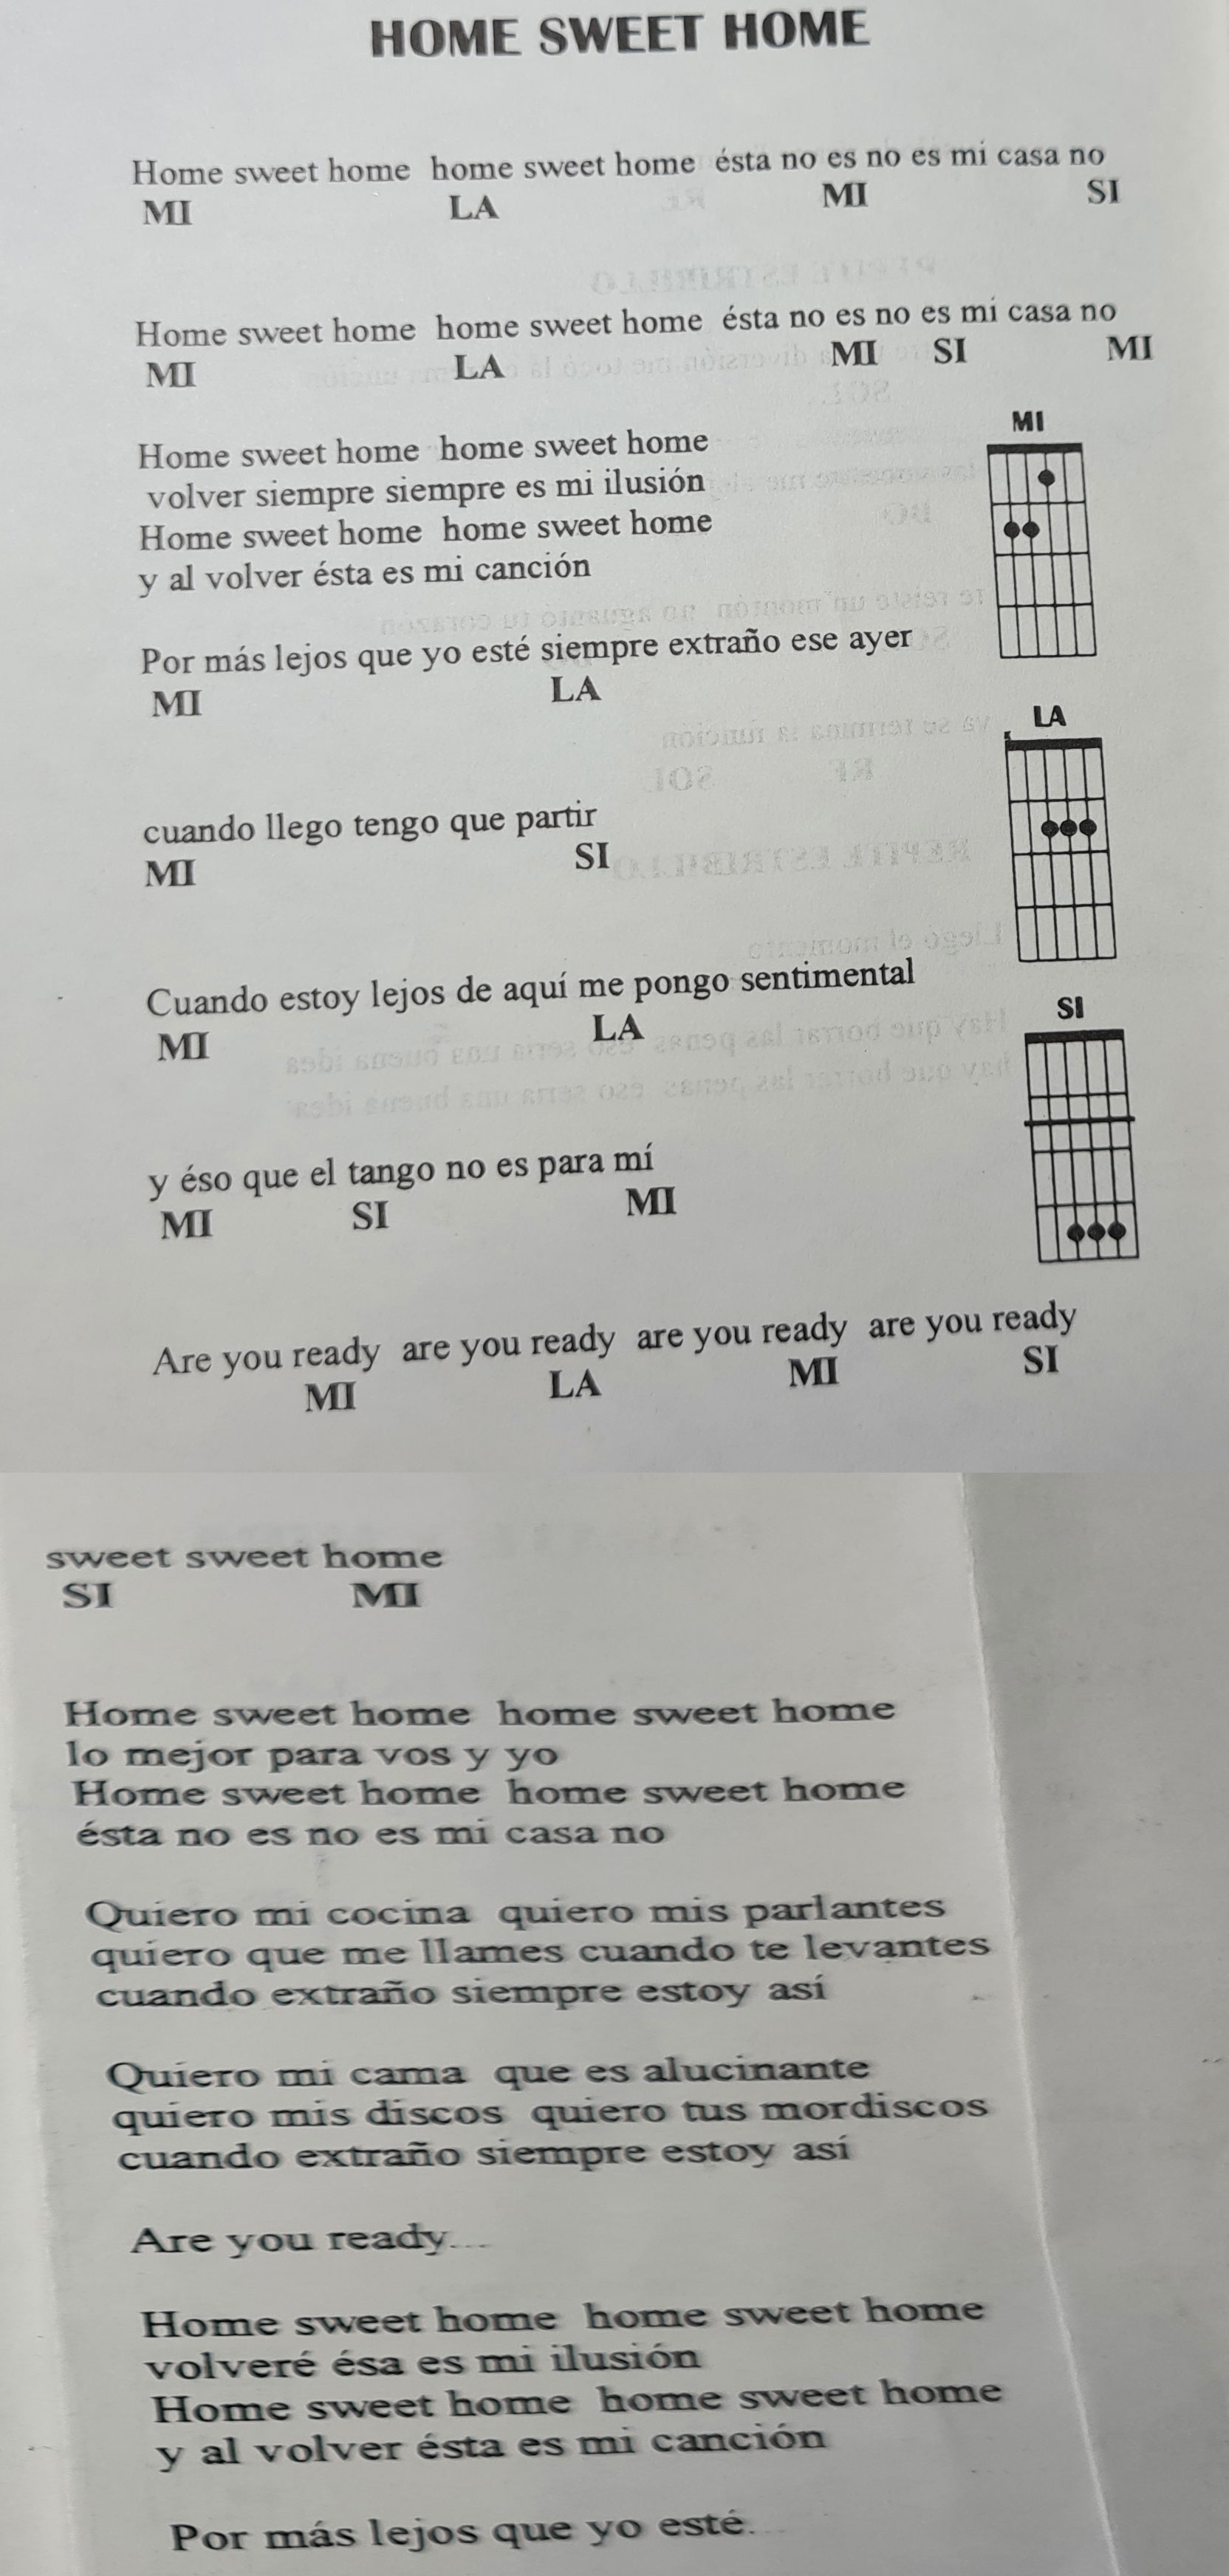 HOME SWEET HOME
Home sweet home home sweet home ésta no es no es mi casa no
MI LA MI SI
Home sweet home home sweet home ésta no es no es mi casa no
MI LA MI SI MI
Home sweet home home sweet home
volver siempre siempre es mi ilusión
Home sweet home home sweet home
y al volver ésta es mi canción
MI
Por más lejos que yo esté siempre extraño ese ayer
MI LA
LA
cuando llego tengo que partir
MI SI
Cuando estoy lejos de aquí me pongo sentimental
MI LA
SI
y éso que el tango no es para mí
MI SI MI
Are you ready are you ready are you ready are you ready
MI LA MI SI
sweet sweet home
SI MI
Home sweet home home sweet home
lo mejor para vos y yo
Home sweet home home sweet home
ésta no es no es mi casa no
Quiero mi cocina quiero mis parlantes
quiero que me llames cuando te levantes
cuando extraño siempre estoy así
Quiero mi cama que es alucinante
quiero mis discos quiero tus mordiscos
cuando extraño siempre estoy así
Are you ready...
Home sweet home home sweet home
volveré ésa es mi ilusión
Home sweet home home sweet home
y al volver ésta es mi canción
Por más lejos que yo esté...